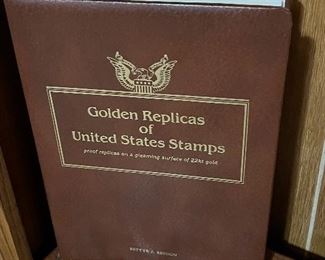 Golden Replicas
of
United States Stamps
proof replicas on a gleaming surface of 22kt gold